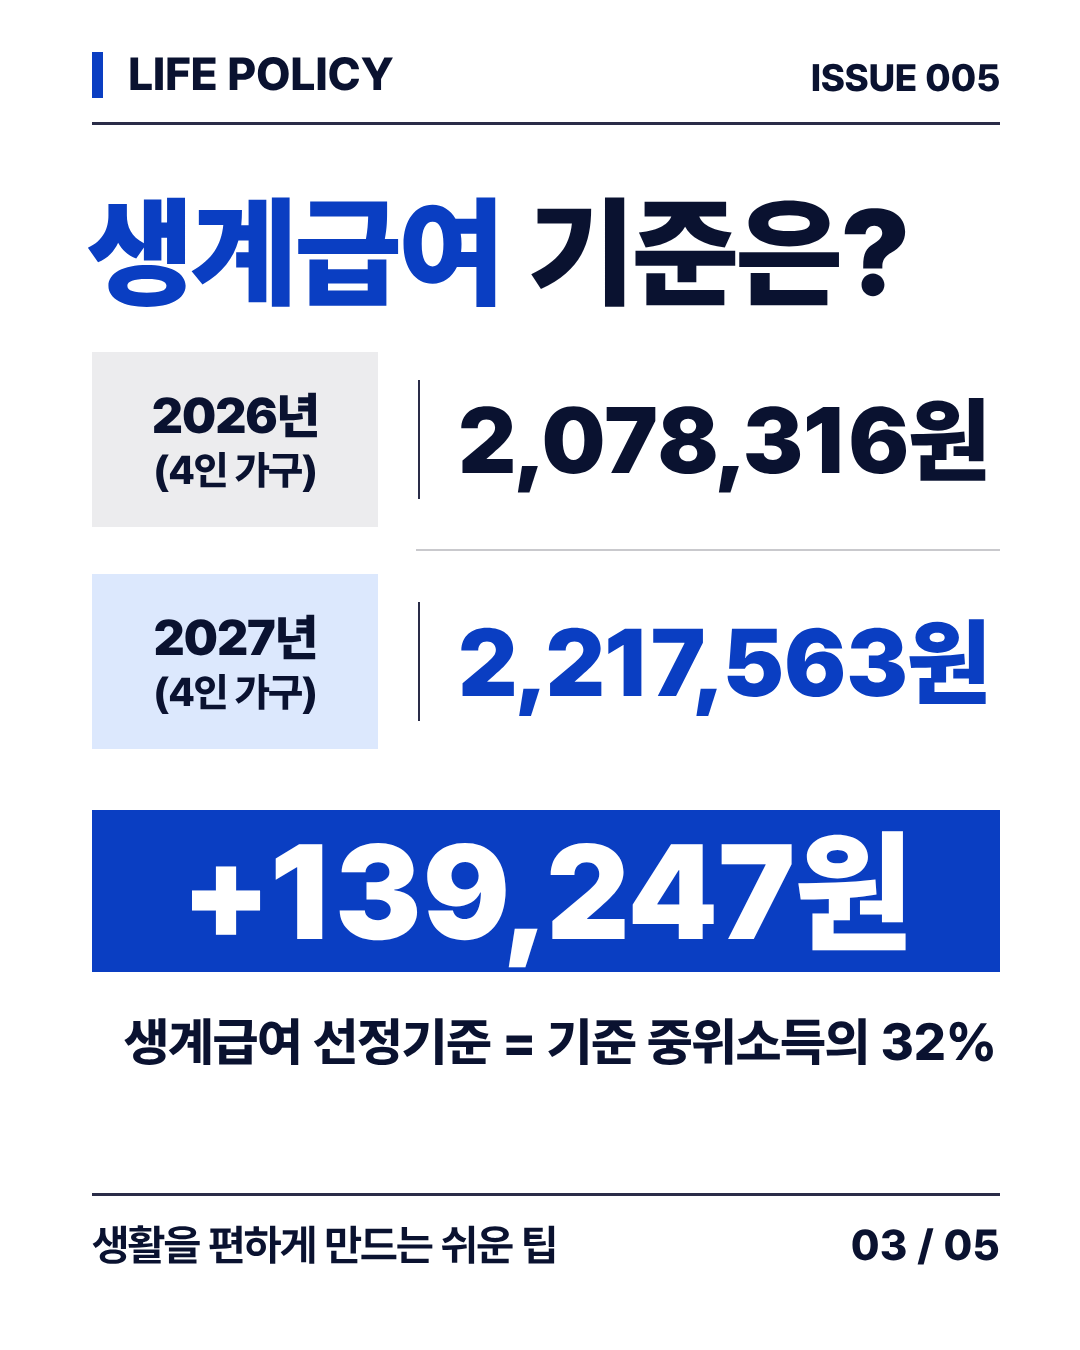 LIFE POLICY
ISSUE 005
생계급여 기준은?
2026년
(4인 가구)
2,078,316원
2027년
(4인 가구)
2,217,563원
+139,247원
생계급여 선정기준 = 기준 중위소득의 32%
생활을 편하게 만드는 쉬운 팁
03 / 05